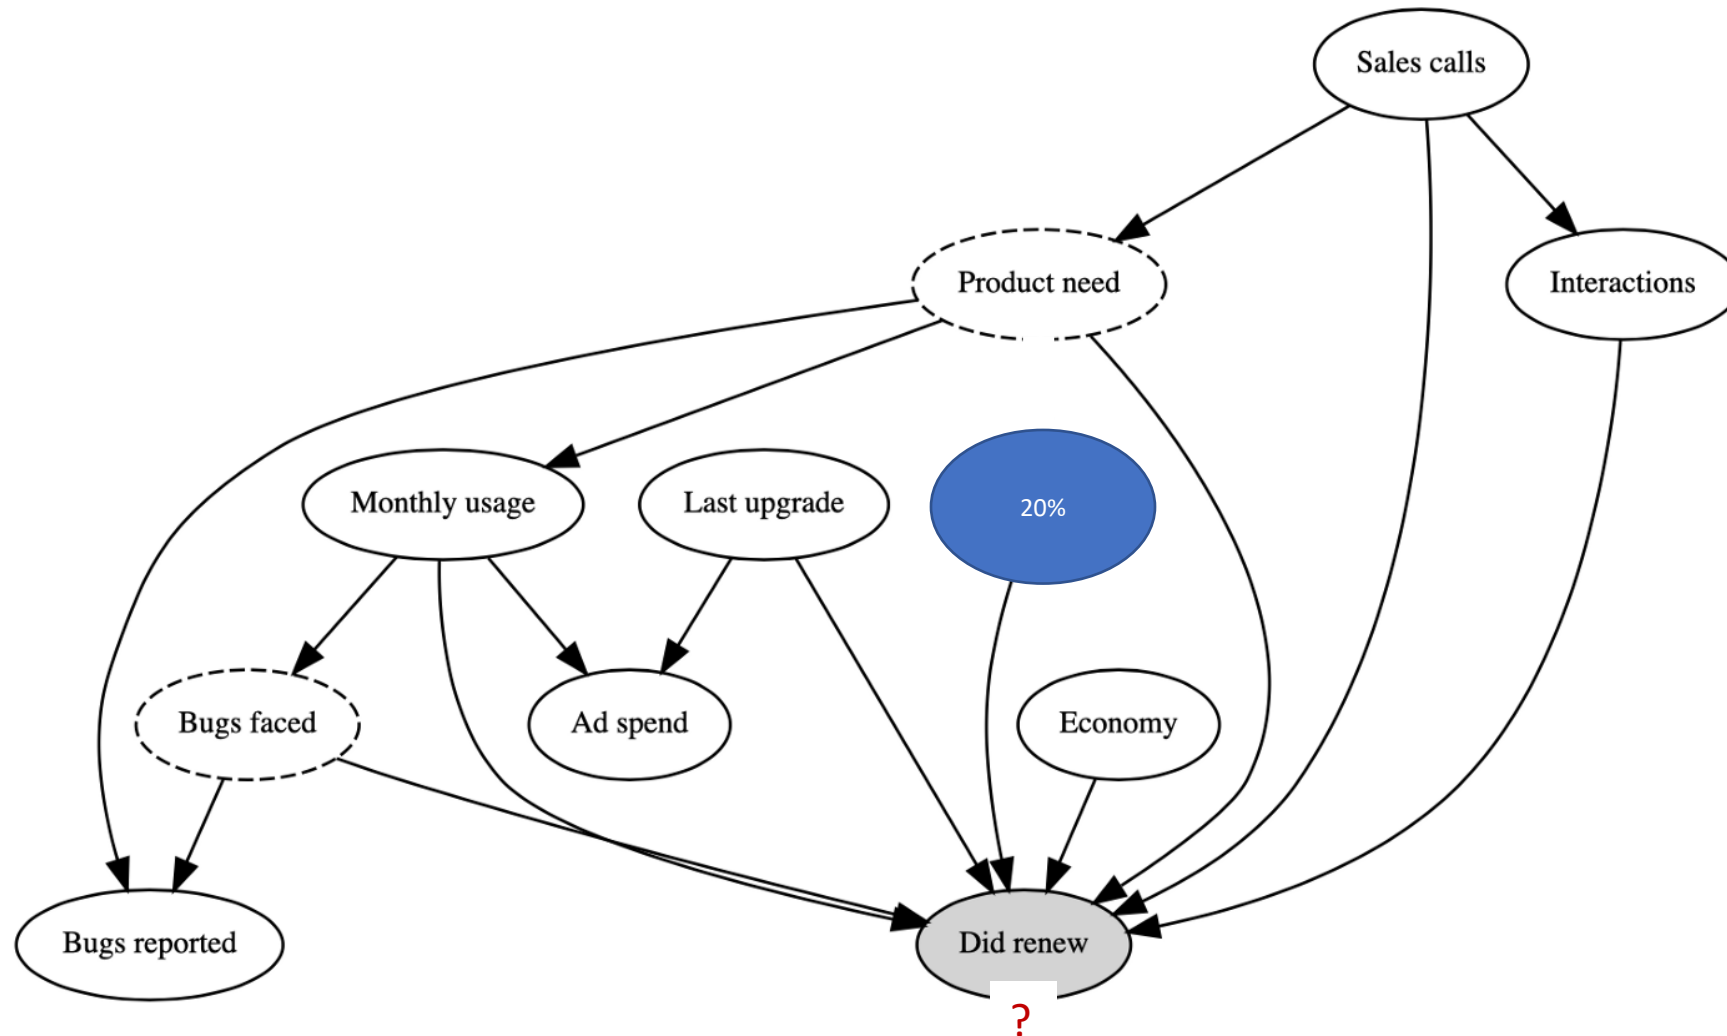 Sales calls
Product need
Interactions
Monthly usage
Last upgrade
20%
Bugs faced
Ad spend
Economy
Bugs reported
Did renew
?